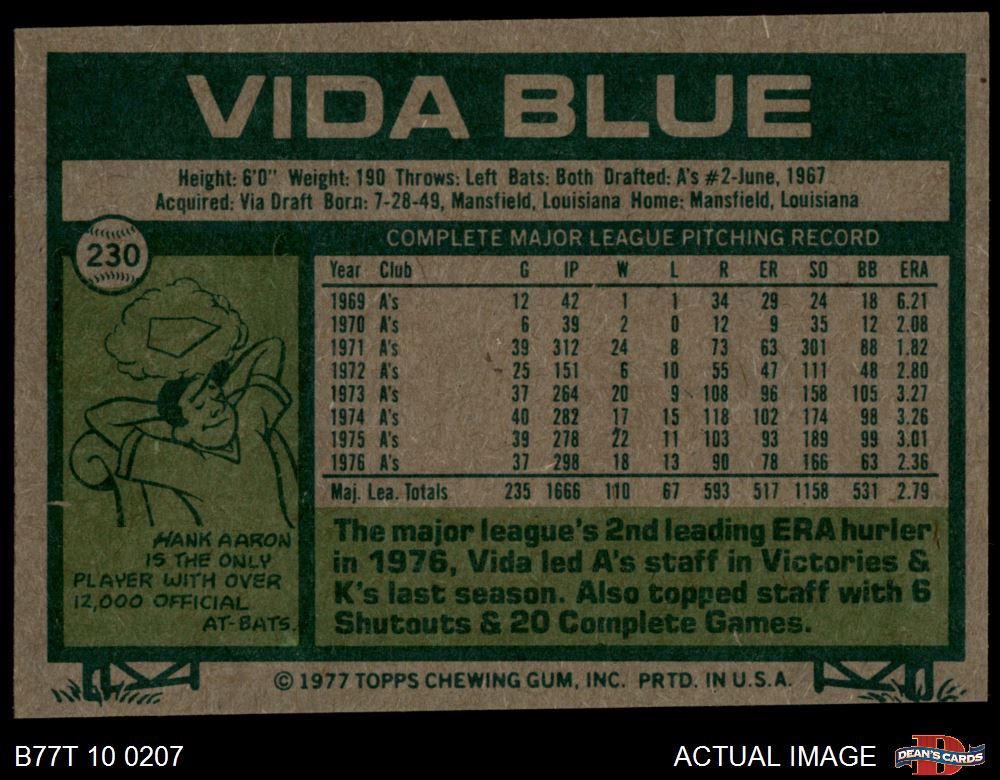 VIDA BLUE
Height: 6'0" Weight: 190 Throws: Left Bats: Both Drafted: A's #2-June, 1967
Acquired: Via Draft Born: 7-28-49, Mansfield, Louisiana Home: Mansfield, Louisiana
230
COMPLETE MAJOR LEAGUE PITCHING RECORD
Year Club G IP W L R ER SO BB ERA
1969 A's 12 42 1 1 34 29 24 18 6.21
1970 A's 6 39 2 0 12 9 35 12 2.08
1971 A's 39 312 24 8 73 63 301 88 1.82
1972 A's 25 151 6 10 55 47 111 48 2.80
1973 A's 37 264 20 9 108 96 158 105 3.27
1974 A's 40 282 17 15 118 102 174 98 3.26
1975 A's 39 278 22 11 103 93 189 99 3.01
1976 A's 37 298 18 13 90 78 166 63 2.36
Maj. Lea. Totals 235 1666 110 67 593 517 1158 531 2.79
HANK AARON
IS THE ONLY
PLAYER WITH OVER
12,000 OFFICIAL
AT-BATS.
The major league's 2nd leading ERA hurler
in 1976, Vida led A's staff in Victories &
K's last season. Also topped staff with 6
Shutouts & 20 Complete Games.
© 1977 TOPPS CHEWING GUM, INC. PRTD. IN U.S.A.
B77T 10 0207
ACTUAL IMAGE
DEAN'S CARDS